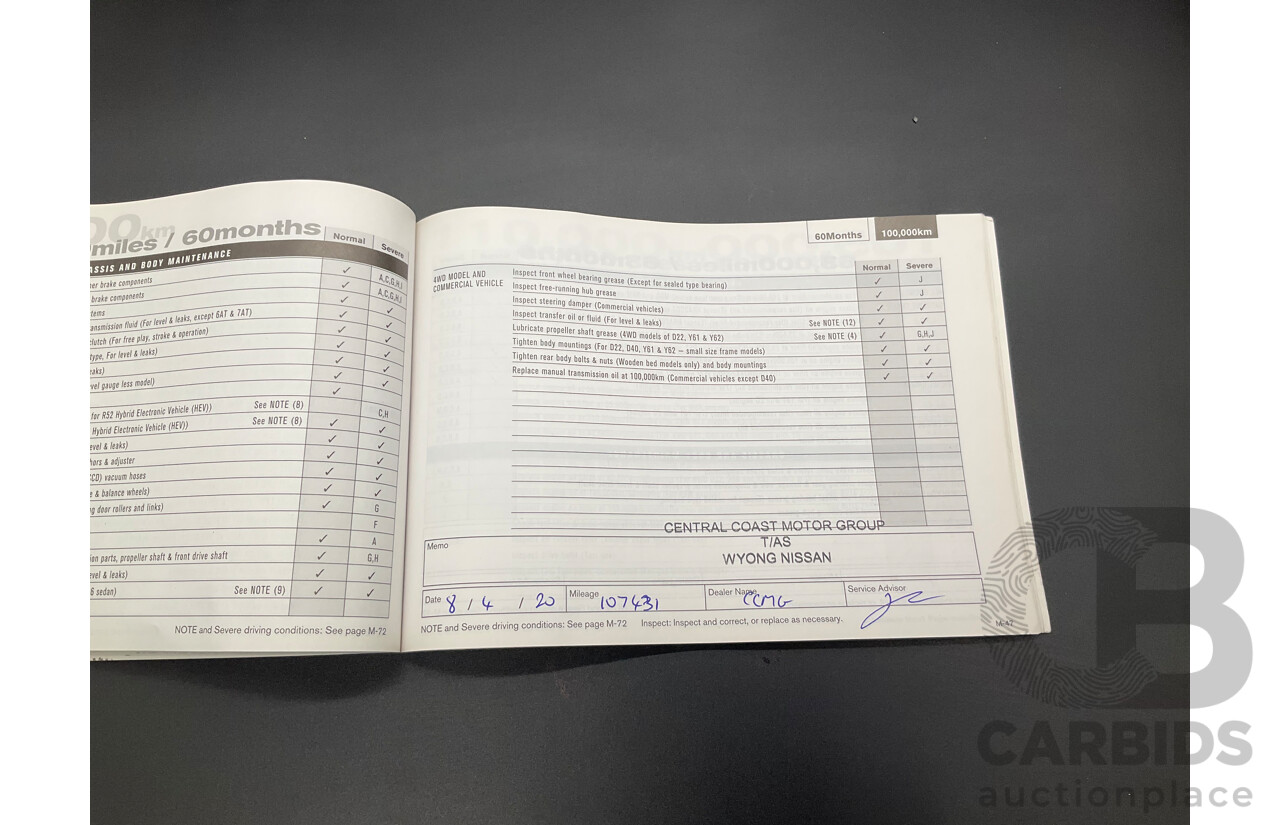 00km
miles / 60months
Normal
Severe
ASSIS AND BODY MAINTENANCE
her brake components ✓ A,C,G,H,I
brake components ✓ A,C,G,H,I
tems ✓ ✓
ansmission fluid (For level & leaks, except 6AT & 7AT) ✓ ✓
clutch (For free play, stroke & operation) ✓ ✓
type, For level & leaks) ✓ ✓
eaks) ✓ ✓
vel gauge less model) ✓ ✓
✓
for R52 Hybrid Electronic Vehicle (HEV)) See NOTE (8) C,H
Hybrid Electronic Vehicle (HEV)) See NOTE (8) ✓ ✓
evel & leaks) ✓ ✓
hors & adjuster ✓ ✓
CCD) vacuum hoses ✓ ✓
e & balance wheels) ✓ ✓
g door rollers and links) ✓ G
F
✓ A
ion parts, propeller shaft & front drive shaft ✓ G,H
evel & leaks) ✓ ✓
6 sedan) See NOTE (9) ✓ ✓
NOTE and Severe driving conditions: See page M-72
60Months 100,000km
Normal Severe
4WD MODEL AND
COMMERCIAL VEHICLE
Inspect front wheel bearing grease (Except for sealed type bearing) ✓ J
Inspect free-running hub grease ✓ J
Inspect steering damper (Commercial vehicles) ✓ ✓
Inspect transfer oil or fluid (For level & leaks) See NOTE (12) ✓ ✓
Lubricate propeller shaft grease (4WD models of D22, Y61 & Y62) See NOTE (4) ✓ G,H,J
Tighten body mountings (For D22, D40, Y61 & Y62 – small size frame models) ✓ ✓
Tighten rear body bolts & nuts (Wooden bed models only) and body mountings ✓ ✓
Replace manual transmission oil at 100,000km (Commercial vehicles except D40) ✓ ✓
CENTRAL COAST MOTOR GROUP
Memo
T/AS
WYONG NISSAN
Date 8 / 4 / 20 Mileage 107431 Dealer Name CCMG Service Advisor
NOTE and Severe driving conditions: See page M-72 Inspect: Inspect and correct, or replace as necessary.
M-47
CB
CARBIDS
auctionplace